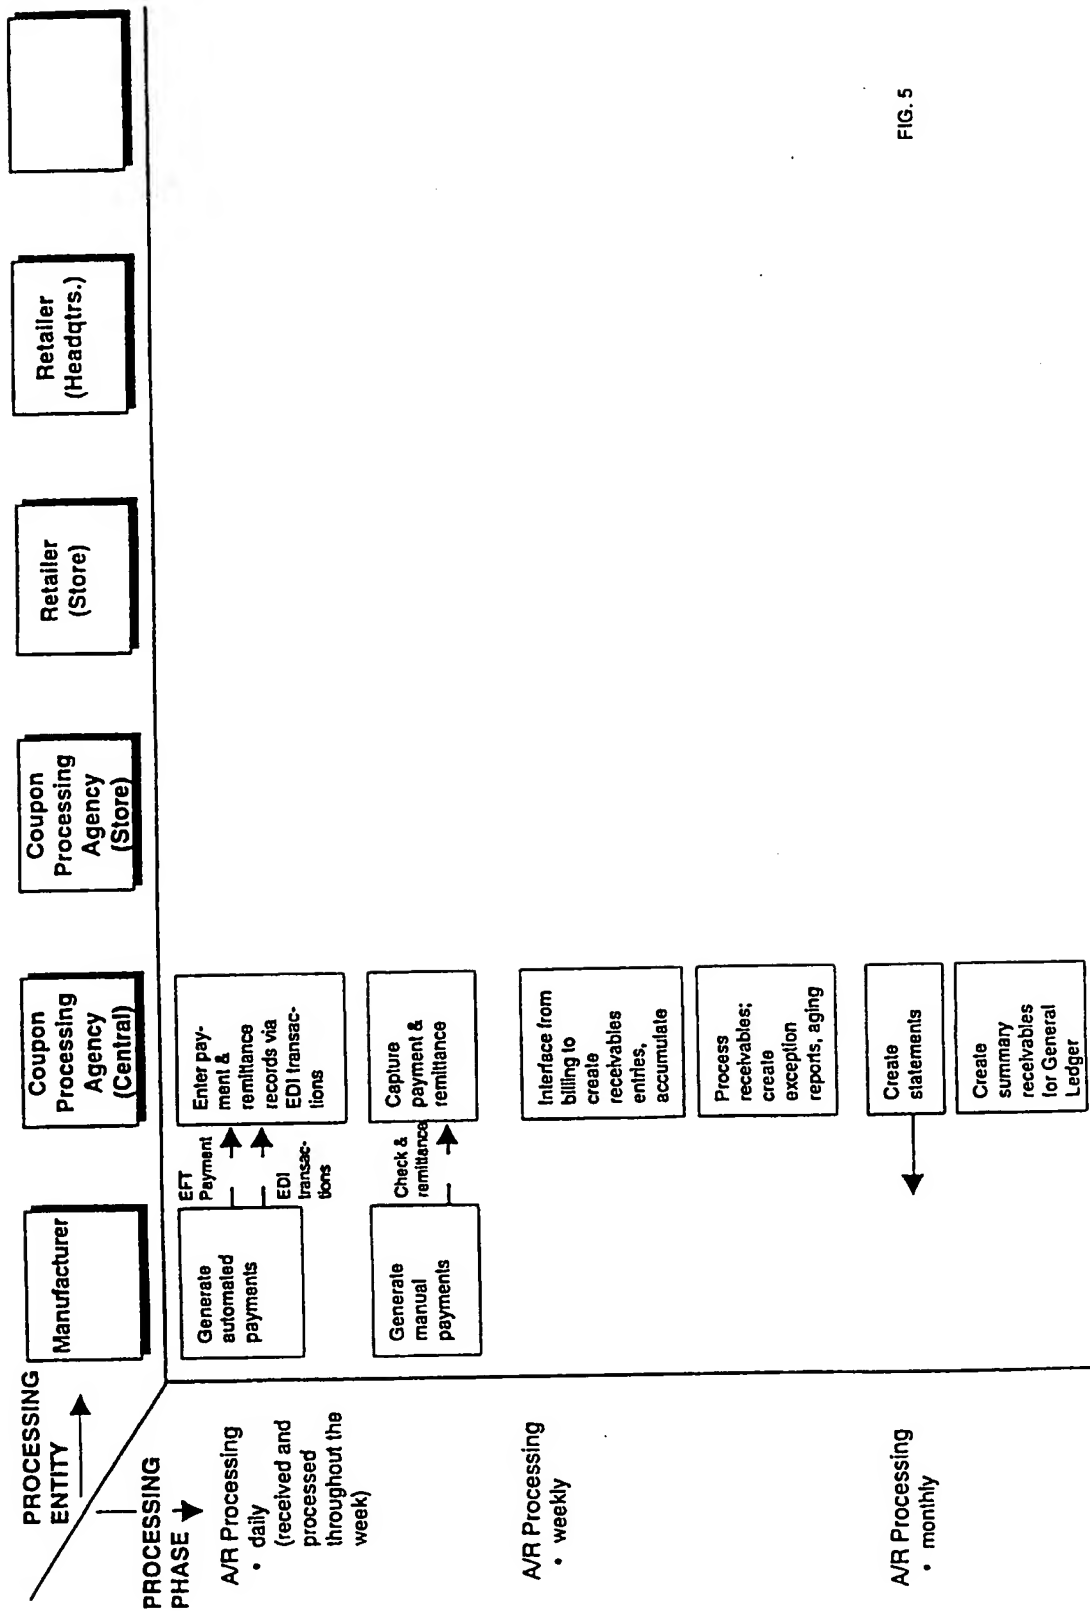 PROCESSING
ENTITY
PROCESSING
PHASE
Manufacturer
Coupon
Processing
Agency
(Central)
Coupon
Processing
Agency
(Store)
Retailer
(Store)
Retailer
(Headqtrs.)
A/R Processing
• daily
(received and
processed
throughout the
week)
Generate
automated
payments
EFT
Payment
EDI
transac-
tions
Enter pay-
ment &
remittance
records via
EDI transac-
tions
Generate
manual
payments
Check &
remittance
Capture
payment &
remittance
A/R Processing
• weekly
Interface from
billing to
create
receivables
entries,
accumulate
Process
receivables;
create
exception
reports, aging
A/R Processing
• monthly
Create
statements
Create
summary
receivables
for General
Ledger
FIG. 5